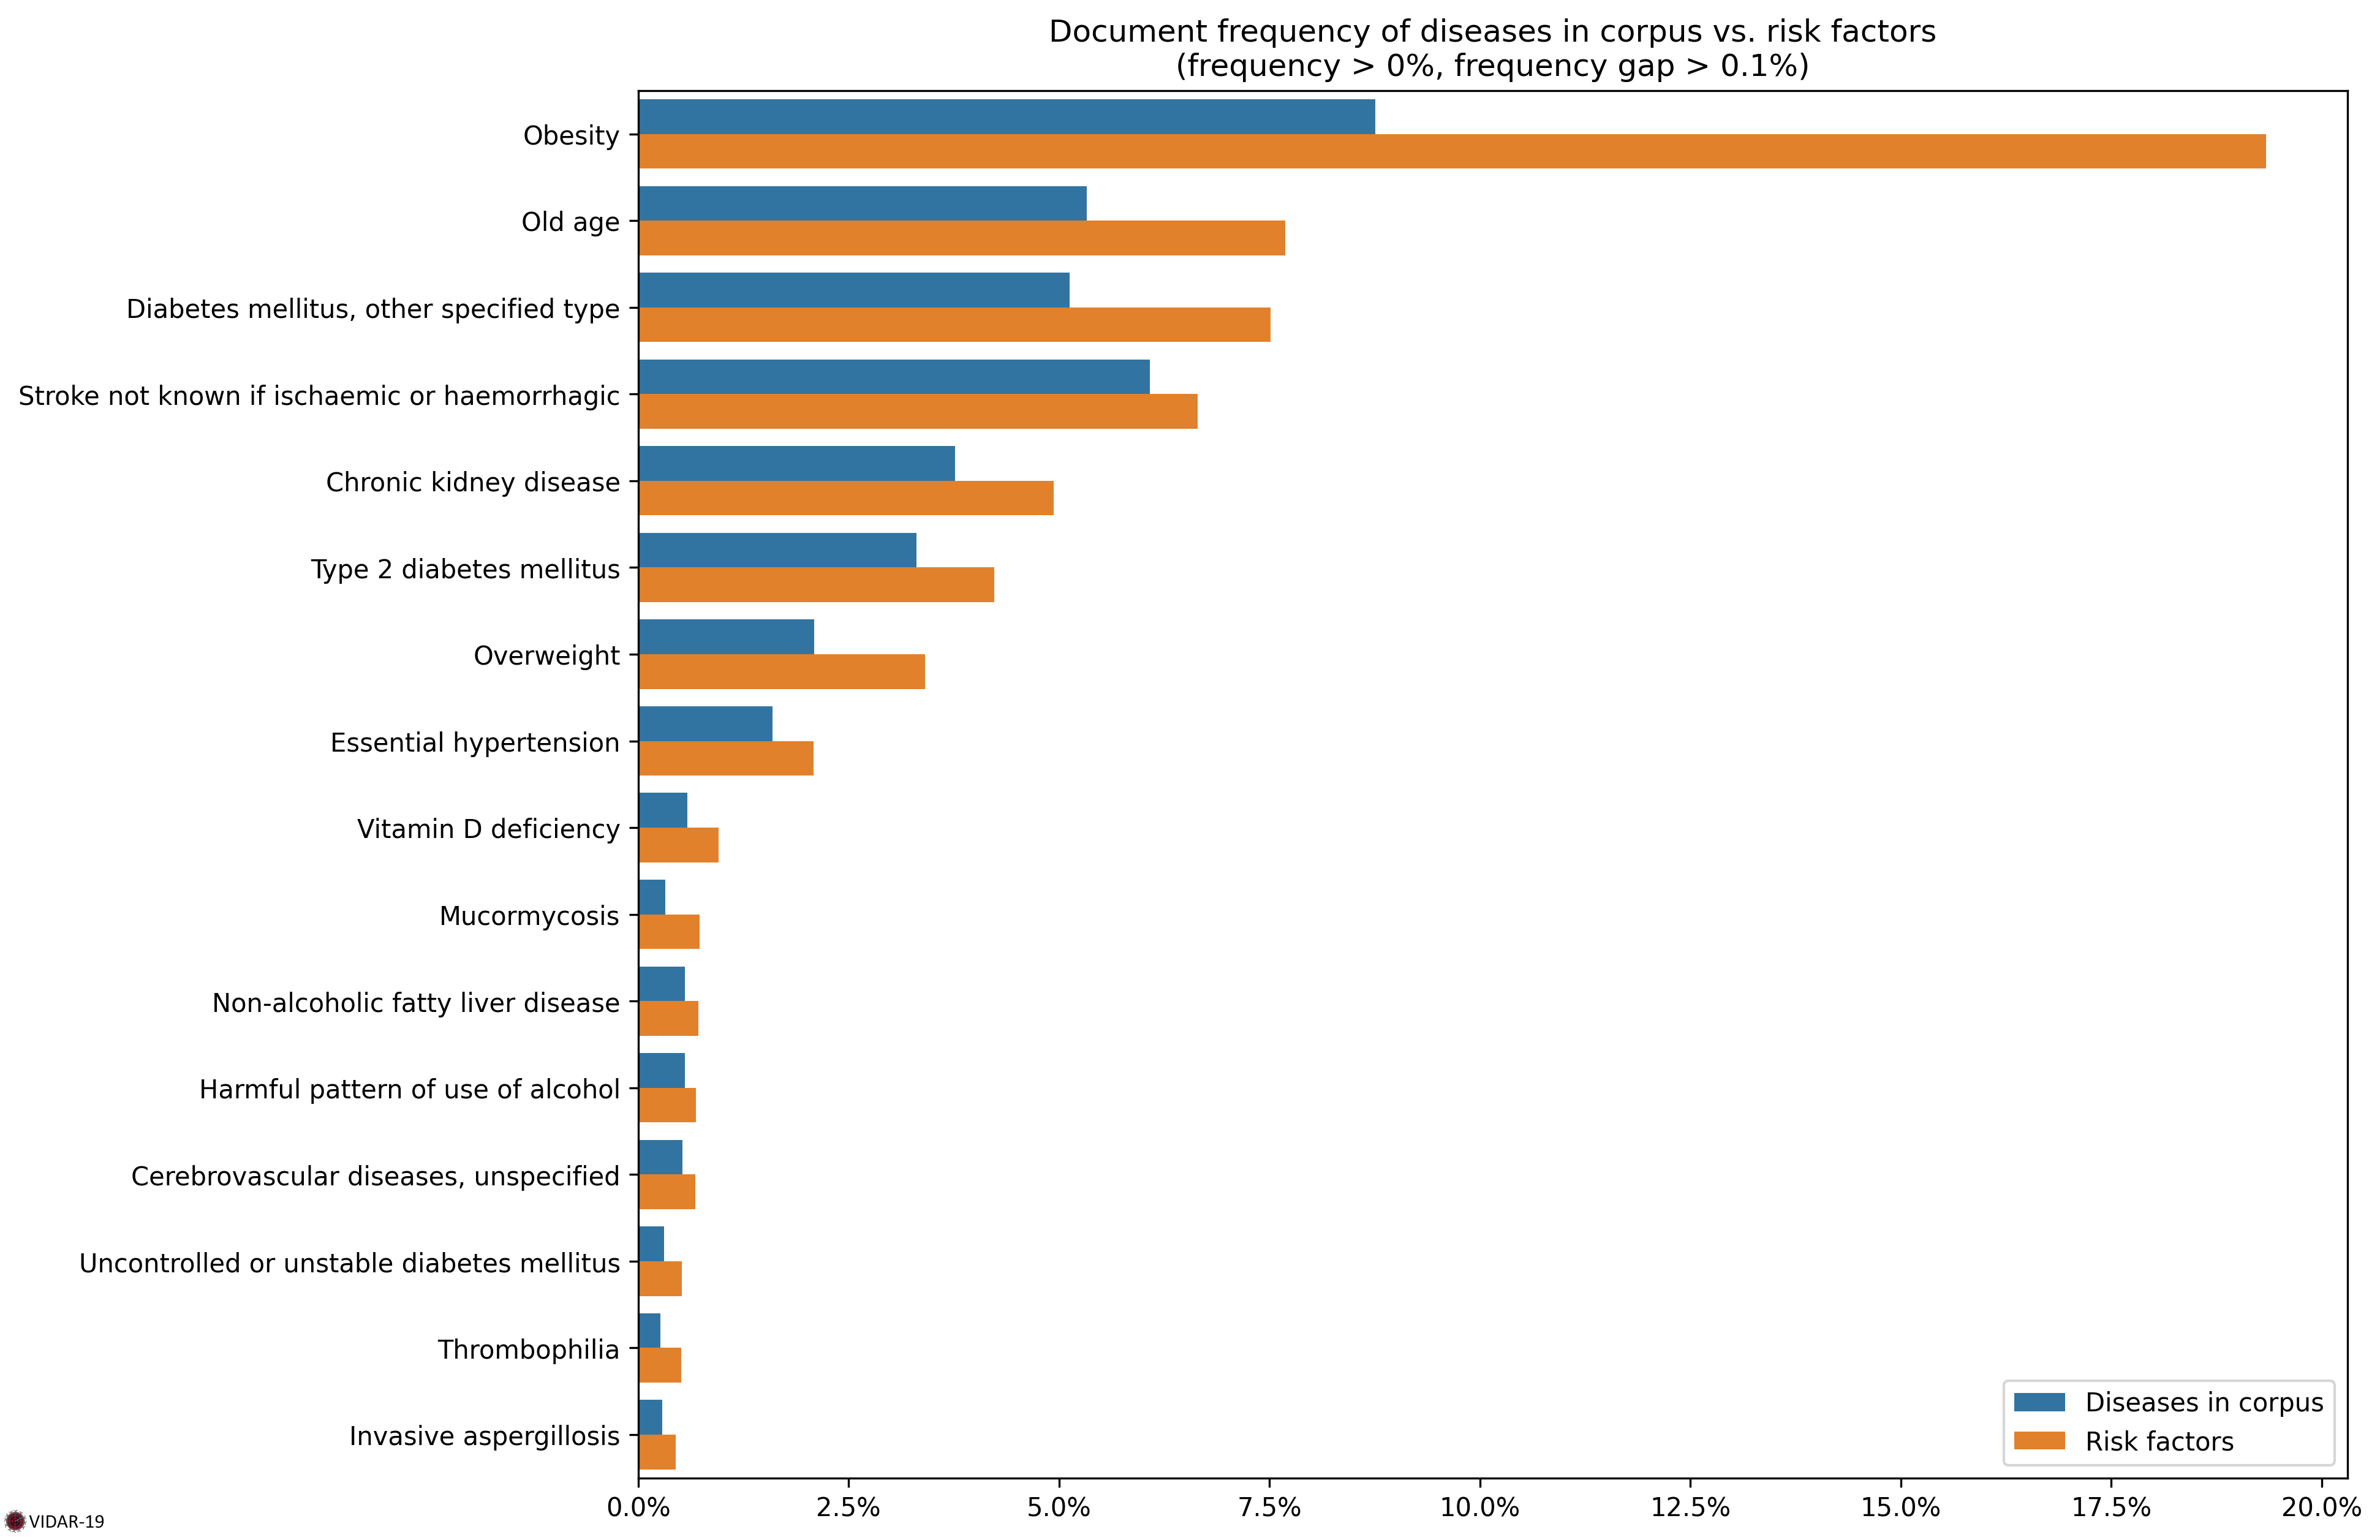 Document frequency of diseases in corpus vs. risk factors
(frequency > 0%, frequency gap > 0.1%)
Obesity
Old age
Diabetes mellitus, other specified type
Stroke not known if ischaemic or haemorrhagic
Chronic kidney disease
Type 2 diabetes mellitus
Overweight
Essential hypertension
Vitamin D deficiency
Mucormycosis
Non-alcoholic fatty liver disease
Harmful pattern of use of alcohol
Cerebrovascular diseases, unspecified
Uncontrolled or unstable diabetes mellitus
Thrombophilia
Invasive aspergillosis
Diseases in corpus
Risk factors
0.0% 2.5% 5.0% 7.5% 10.0% 12.5% 15.0% 17.5% 20.0%
VIDAR-19